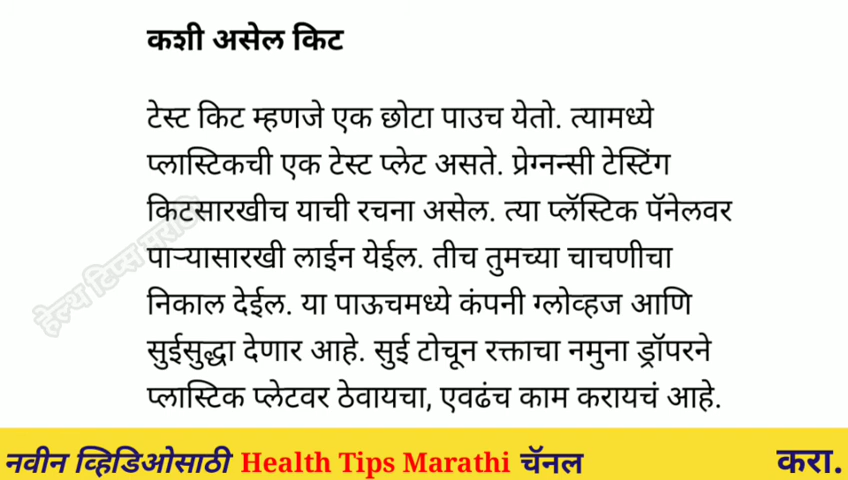 कशी असेल किट
टेस्ट किट म्हणजे एक छोटा पाउच येतो. त्यामध्ये
प्लास्टिकची एक टेस्ट प्लेट असते. प्रेग्नन्सी टेस्टिंग
किटसारखीच याची रचना असेल. त्या प्लॅस्टिक पॅनेलवर
पाऱ्यासारखी लाईन येईल. तीच तुमच्या चाचणीचा
निकाल देईल. या पाऊचमध्ये कंपनी ग्लोव्हज आणि
सुईसुद्धा देणार आहे. सुई टोचून रक्ताचा नमुना ड्रॉपरने
प्लास्टिक प्लेटवर ठेवायचा, एवढंच काम करायचं आहे.
हेल्थ टिप्स मराठी
नवीन व्हिडिओसाठी Health Tips Marathi चॅनल करा.